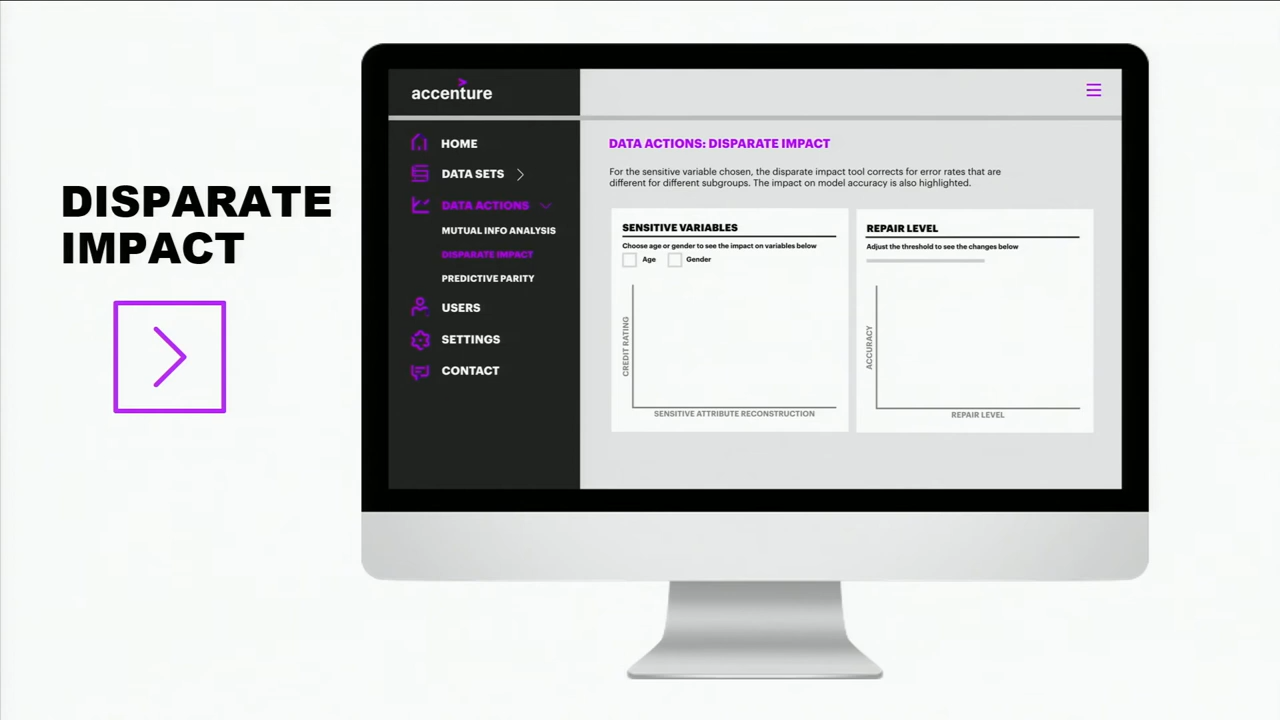 DISPARATE
IMPACT
accenture
HOME
DATA SETS
DATA ACTIONS
MUTUAL INFO ANALYSIS
DISPARATE IMPACT
PREDICTIVE PARITY
USERS
SETTINGS
CONTACT
DATA ACTIONS: DISPARATE IMPACT
For the sensitive variable chosen, the disparate impact tool corrects for error rates that are
different for different subgroups. The impact on model accuracy is also highlighted.
SENSITIVE VARIABLES
Choose age or gender to see the impact on variables below
Age Gender
CREDIT RATING
SENSITIVE ATTRIBUTE RECONSTRUCTION
REPAIR LEVEL
Adjust the threshold to see the changes below
ACCURACY
REPAIR LEVEL